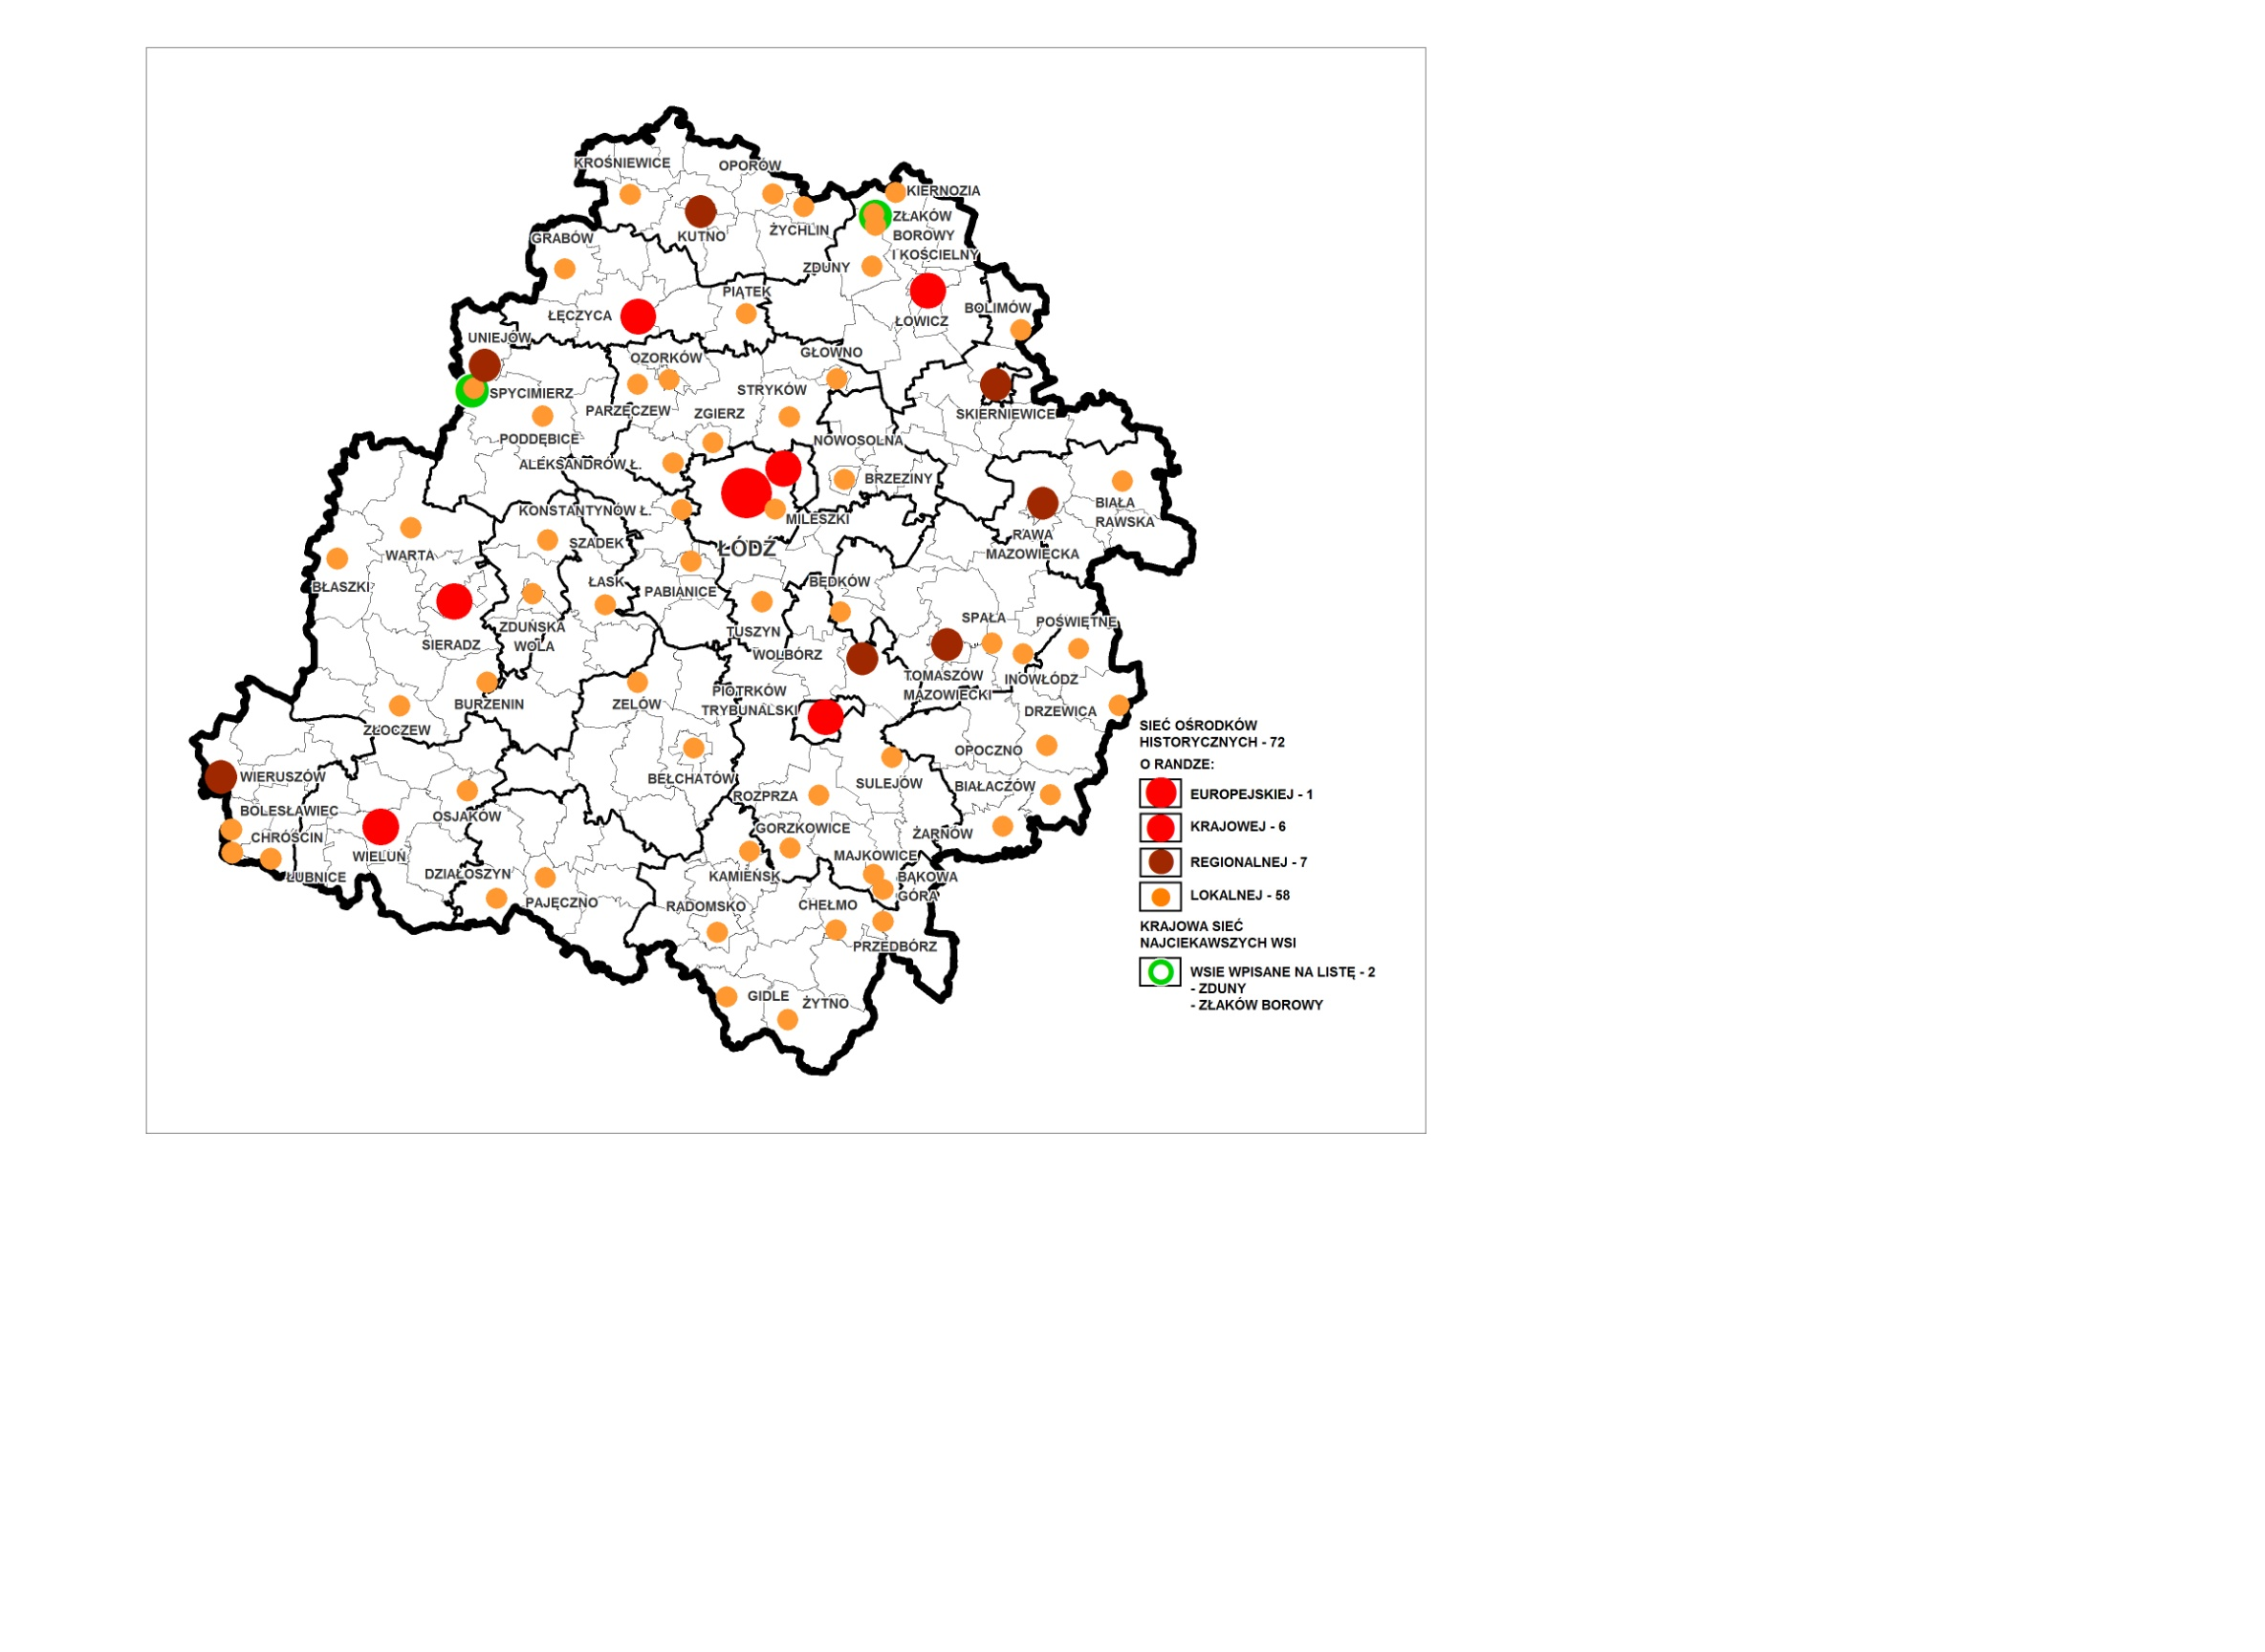 KROŚNIEWICE
OPORÓW
KIERNOZIA
ZŁAKÓW
BOROWY
I KOŚCIELNY
KUTNO
ŻYCHLIN
GRABÓW
ZDUNY
PIĄTEK
BOLIMÓW
ŁĘCZYCA
ŁOWICZ
UNIEJÓW
OZORKÓW
GŁOWNO
SPYCIMIERZ
STRYKÓW
PARZĘCZEW
ZGIERZ
SKIERNIEWICE
PODDĘBICE
NOWOSOLNA
ALEKSANDRÓW Ł.
BRZEZINY
BIAŁA
RAWSKA
KONSTANTYNÓW Ł.
MILESZKI
RAWA
MAZOWIECKA
SZADEK
ŁÓDŹ
WARTA
BŁASZKI
ŁASK
PABIANICE
BĘDKÓW
SPAŁA
POŚWIĘTNE
ZDUŃSKA
WOLA
TUSZYN
SIERADZ
WOLBÓRZ
TOMASZÓW
MAZOWIECKI
INOWŁÓDZ
PIOTRKÓW
TRYBUNALSKI
BURZENIN
ZELÓW
DRZEWICA
ZŁOCZEW
OPOCZNO
WIERUSZÓW
BEŁCHATÓW
SULEJÓW
BIAŁACZÓW
ROZPRZA
BOLESŁAWIEC
OSJAKÓW
GORZKOWICE
ŻARNÓW
CHRÓŚCIN
WIELUŃ
MAJKOWICE
ŁUBNICE
DZIAŁOSZYN
KAMIEŃSK
BĄKOWA
GÓRA
PAJĘCZNO
RADOMSKO
CHEŁMO
PRZEDBÓRZ
GIDLE
ŻYTNO
SIEĆ OŚRODKÓW
HISTORYCZNYCH - 72
O RANDZE:
EUROPEJSKIEJ - 1
KRAJOWEJ - 6
REGIONALNEJ - 7
LOKALNEJ - 58
KRAJOWA SIEĆ
NAJCIEKAWSZYCH WSI
WSIE WPISANE NA LISTĘ - 2
- ZDUNY
- ZŁAKÓW BOROWY